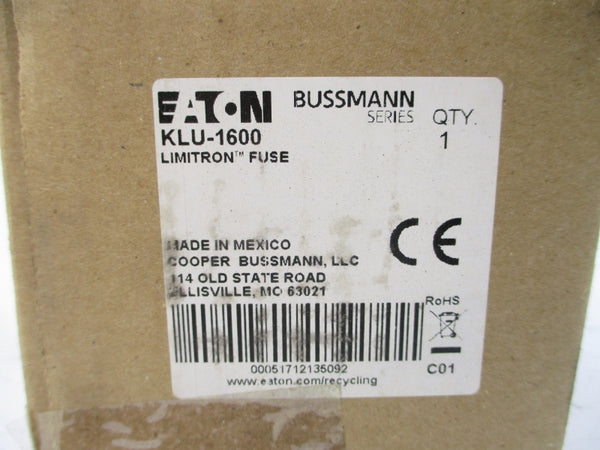 EATON BUSSMANN
SERIES
QTY.
KLU-1600
1
LIMITRON™ FUSE
MADE IN MEXICO
COOPER BUSSMANN, LLC
114 OLD STATE ROAD
ELLISVILLE, MO 63021
CE
RoHS
00051712135092
C01
www.eaton.com/recycling